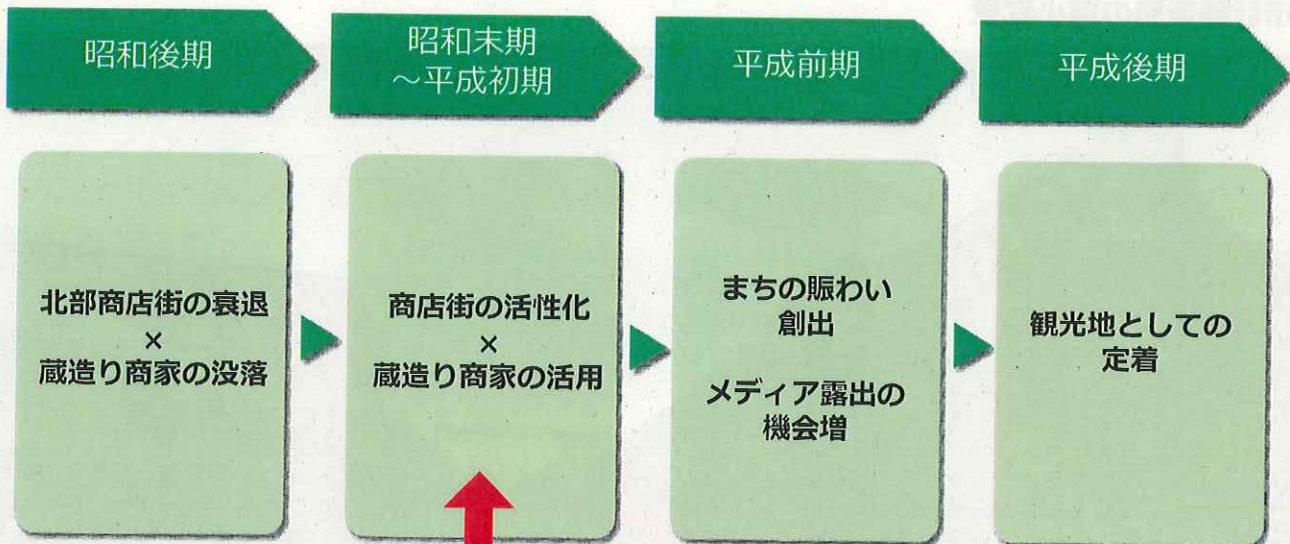 昭和後期
昭和末期
～平成初期
平成前期
平成後期
北部商店街の衰退
×
蔵造り商家の没落
商店街の活性化
×
蔵造り商家の活用
まちの賑わい
創出
メディア露出の
機会増
観光地としての
定着